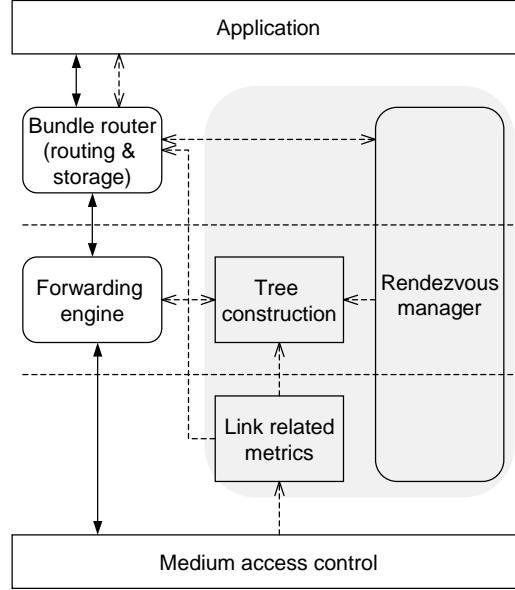 Application
Bundle router
(routing &
storage)
Forwarding
engine
Tree
construction
Rendezvous
manager
Link related
metrics
Medium access control